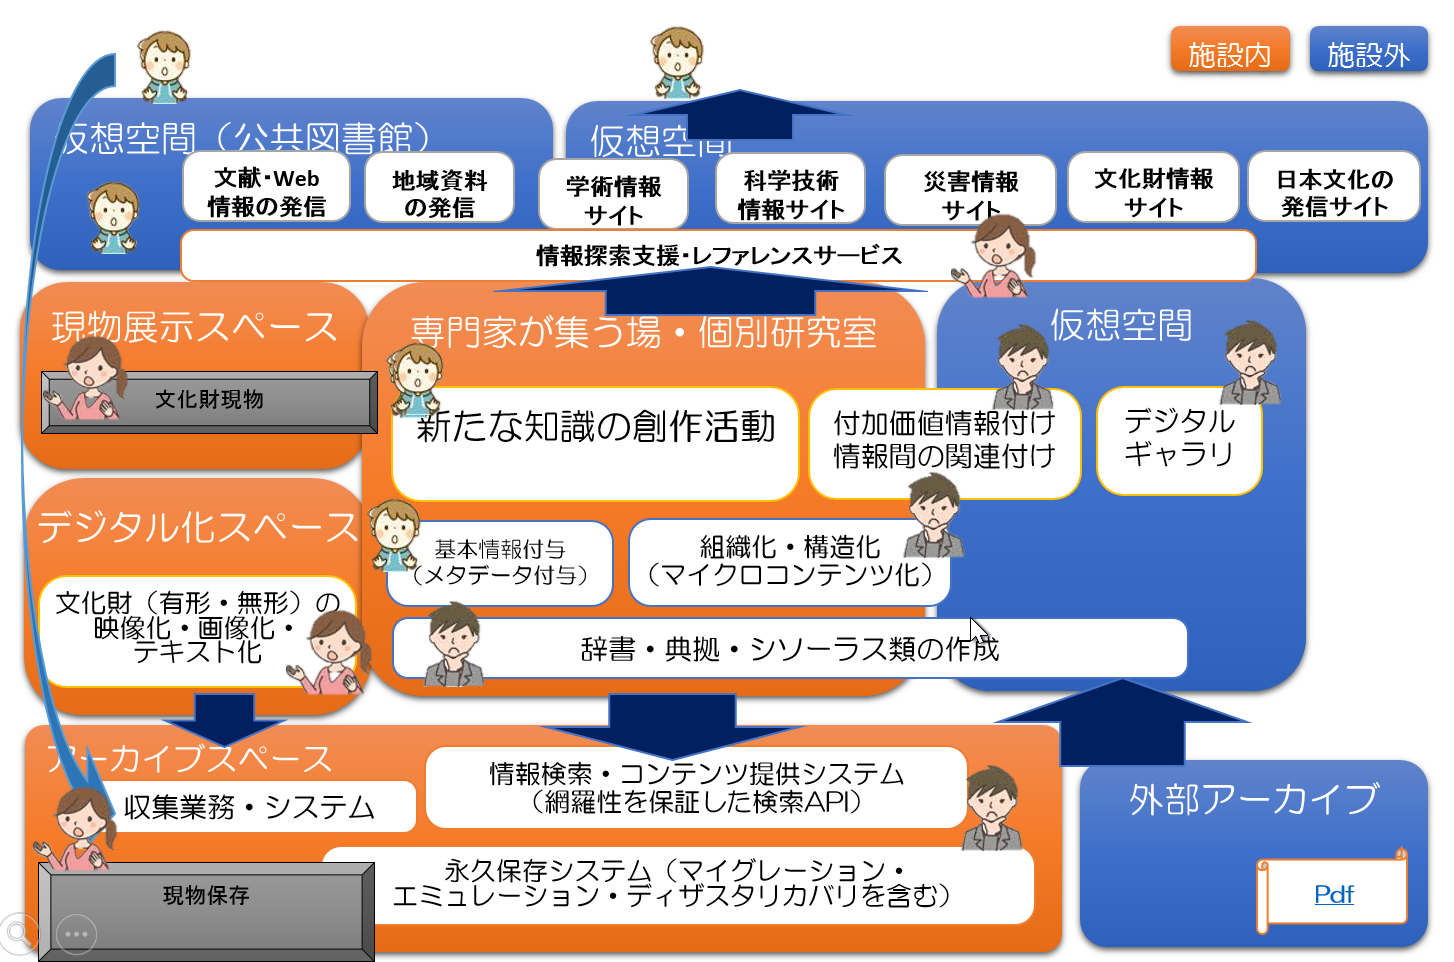 施設内
施設外
仮想空間（公共図書館）
仮想空間
文献・Web
情報の発信
地域資料
の発信
学術情報
サイト
科学技術
情報サイト
災害情報
サイト
文化財情報
サイト
日本文化の
発信サイト
情報探索支援・レファレンスサービス
現物展示スペース
文化財現物
専門家が集う場・個別研究室
仮想空間
新たな知識の創作活動
付加価値情報付け
情報間の関連付け
デジタル
ギャラリ
デジタル化スペース
文化財（有形・無形）の
映像化・画像化・
テキスト化
基本情報付与
（メタデータ付与）
組織化・構造化
（マイクロコンテンツ化）
辞書・典拠・シソーラス類の作成
アーカイブスペース
収集業務・システム
情報検索・コンテンツ提供システム
（網羅性を保証した検索API）
永久保存システム（マイグレーション・
エミュレーション・ディザスタリカバリを含む）
現物保存
外部アーカイブ
Pdf